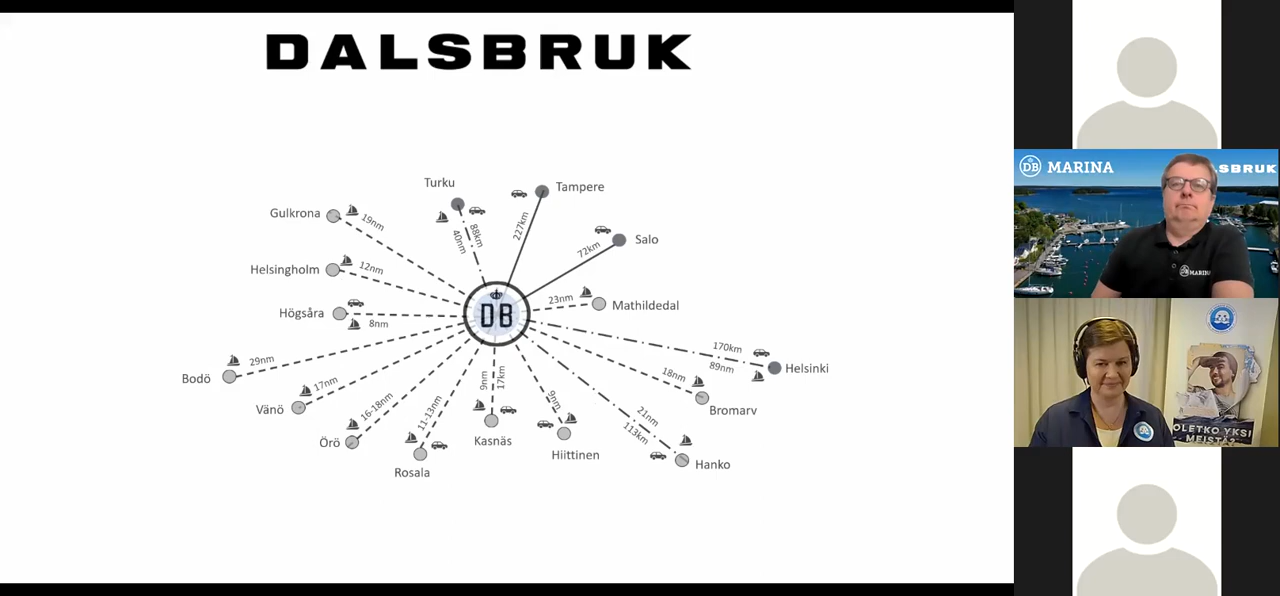 DALSBRUK
Turku
Tampere
Gulkrona
19nm
40nm
88km
227km
Salo
72km
Helsingholm
12nm
Högsåra
8nm
DB
23nm
Mathildedal
170km
89nm
Helsinki
Bodö
29nm
Vänö
17nm
18nm
Bromarv
Örö
16-18nm
11-13nm
Rosala
9nm
17km
Kasnäs
9nm
Hiittinen
21nm
113km
Hanko
DB MARINA
SBRUK
DB MARINA
OLETKO YKSI
MEISTÄ?